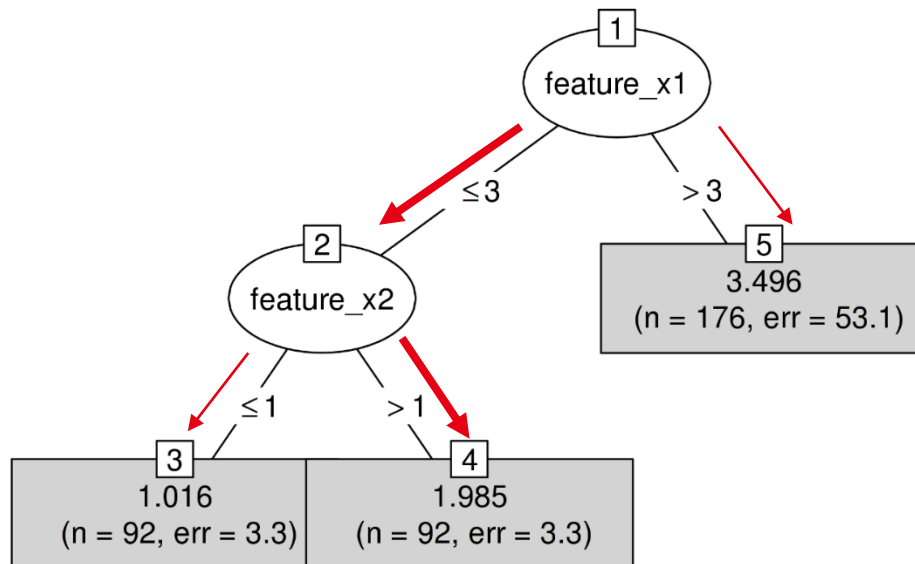 1
feature_x1
≤ 3
> 3
2
feature_x2
5
3.496
(n = 176, err = 53.1)
≤ 1
> 1
3
1.016
(n = 92, err = 3.3)
4
1.985
(n = 92, err = 3.3)